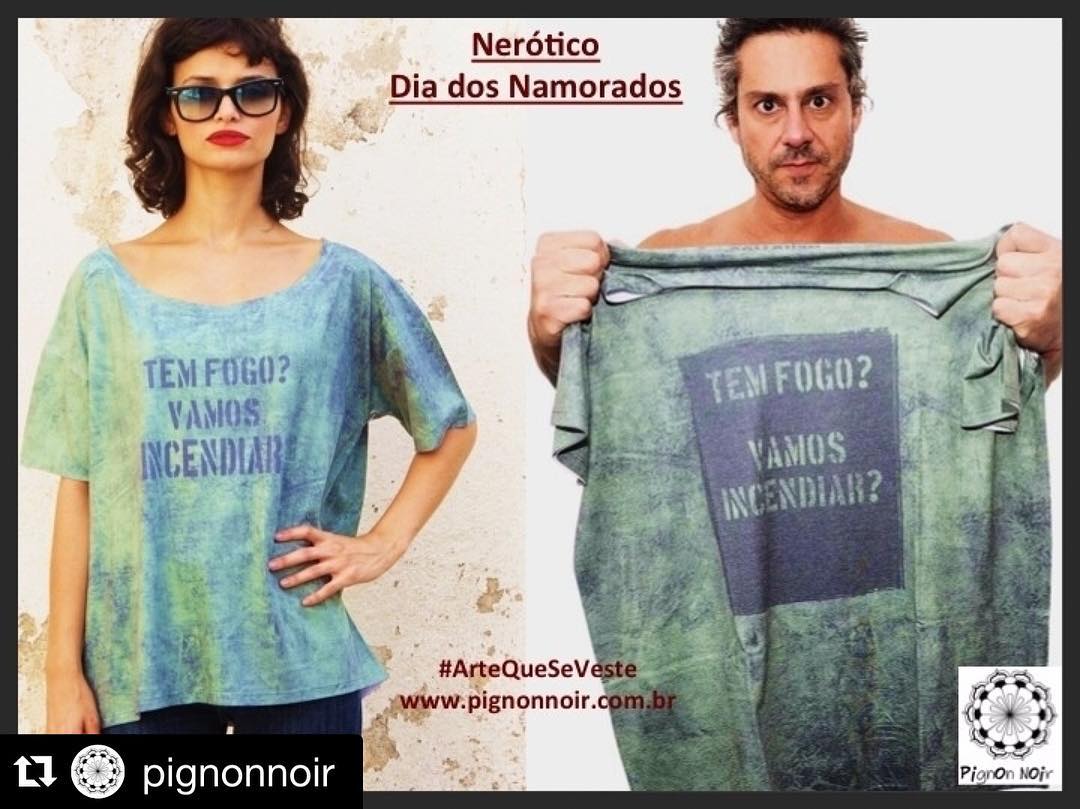 Nerótico
Dia dos Namorados
TEM FOGO?
VAMOS
INCENDIAR
TEM FOGO?
VAMOS
INCENDIAR?
#ArteQueSeVeste
www.pignonnoir.com.br
PignOn NOir
pignonnoir